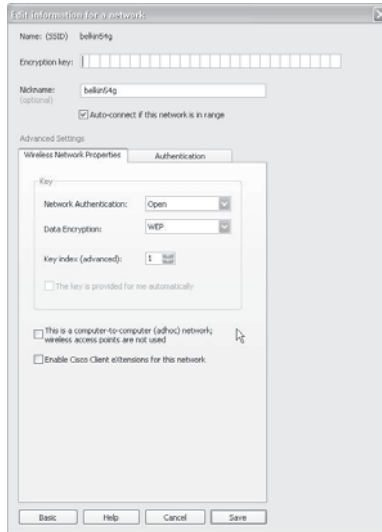 Edit information for a network
Name: (SSID) belkin54g
Encryption key:
Nickname: belkin54g
(optional)
Auto-connect if this network is in range
Advanced Settings
Wireless Network Properties Authentication
Key
Network Authentication: Open
Data Encryption: WEP
Key index (advanced): 1
The key is provided for me automatically
This is a computer-to-computer (adhoc) network;
wireless access points are not used
Enable Cisco Client eXtensions for this network
Basic Help Cancel Save